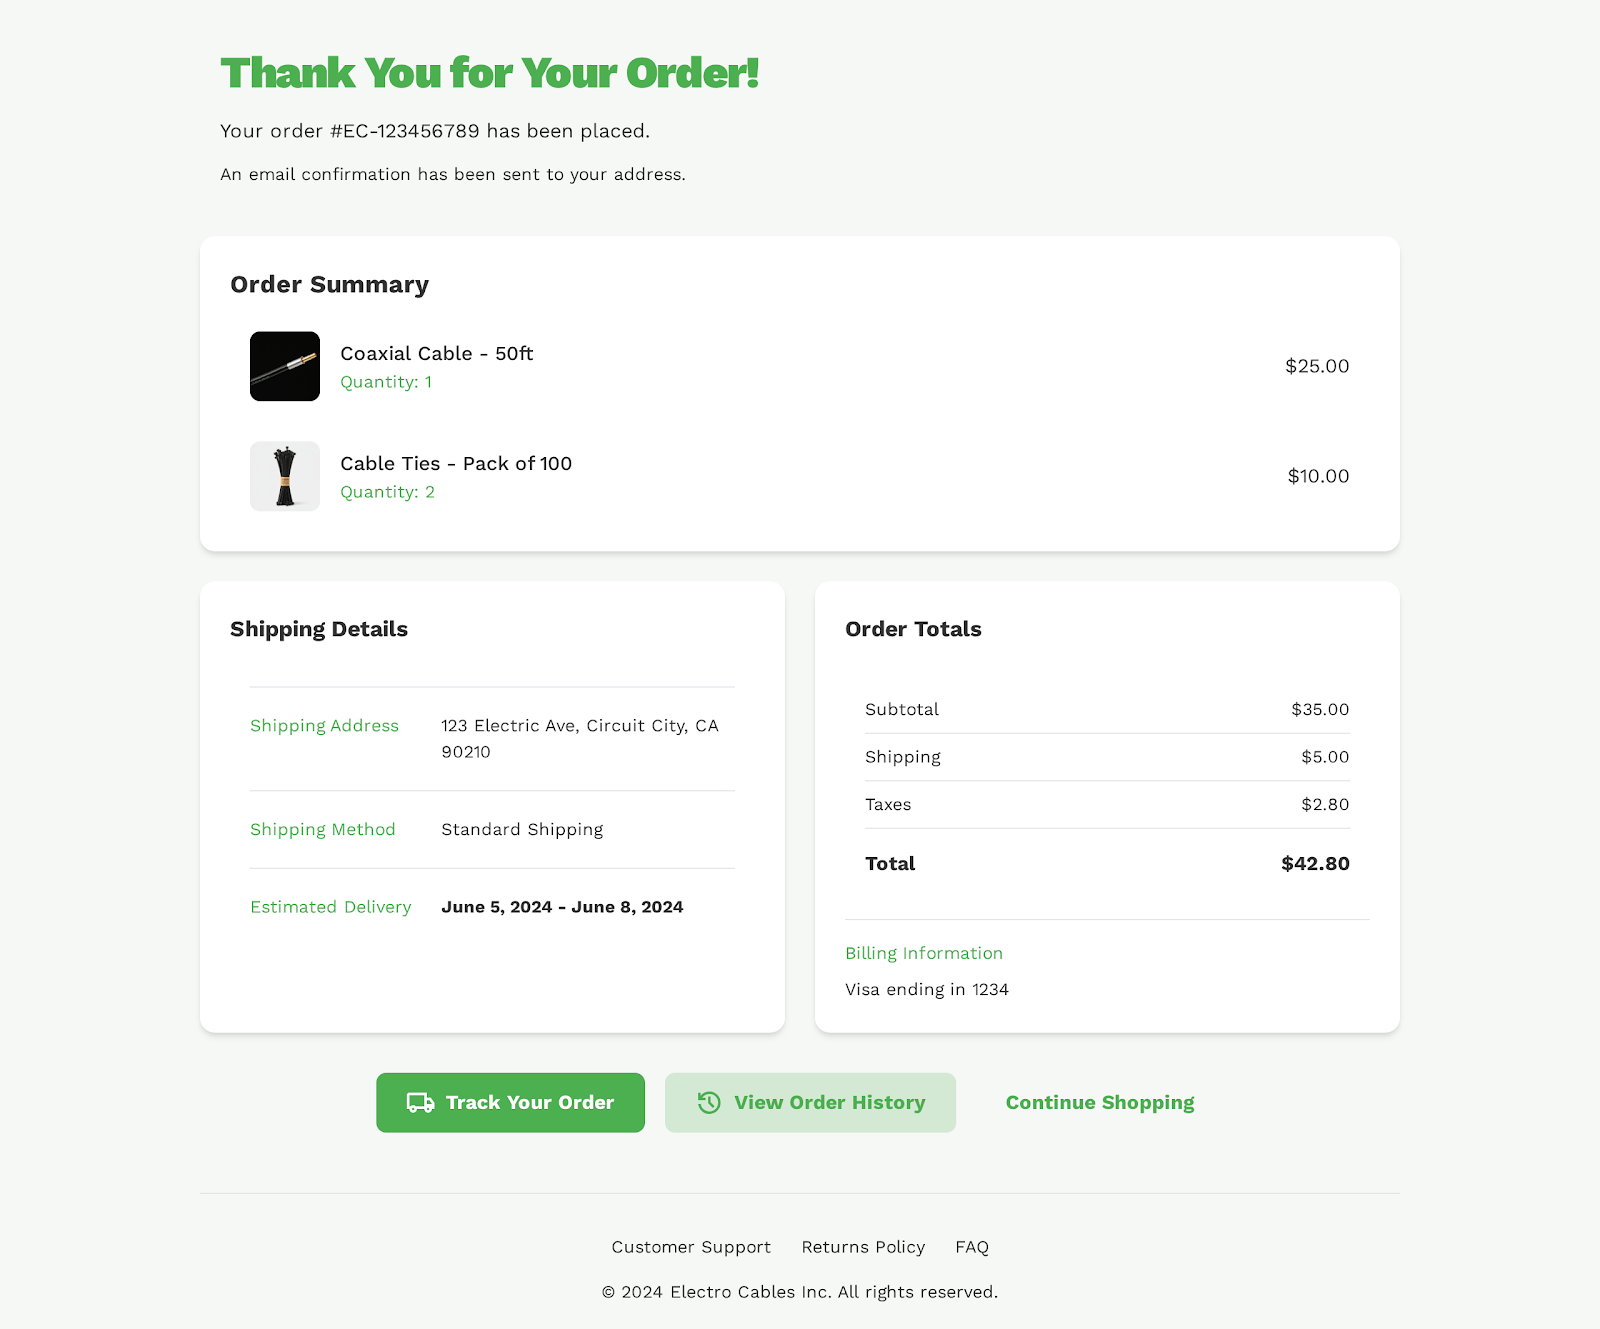 Thank You for Your Order!
Your order #EC-123456789 has been placed.
An email confirmation has been sent to your address.
Order Summary
Coaxial Cable - 50ft
Quantity: 1
$25.00
Cable Ties - Pack of 100
Quantity: 2
$10.00
Shipping Details
Shipping Address
123 Electric Ave, Circuit City, CA
90210
Shipping Method
Standard Shipping
Estimated Delivery
June 5, 2024 - June 8, 2024
Order Totals
Subtotal
$35.00
Shipping
$5.00
Taxes
$2.80
Total
$42.80
Billing Information
Visa ending in 1234
Track Your Order
View Order History
Continue Shopping
Customer Support
Returns Policy
FAQ
© 2024 Electro Cables Inc. All rights reserved.